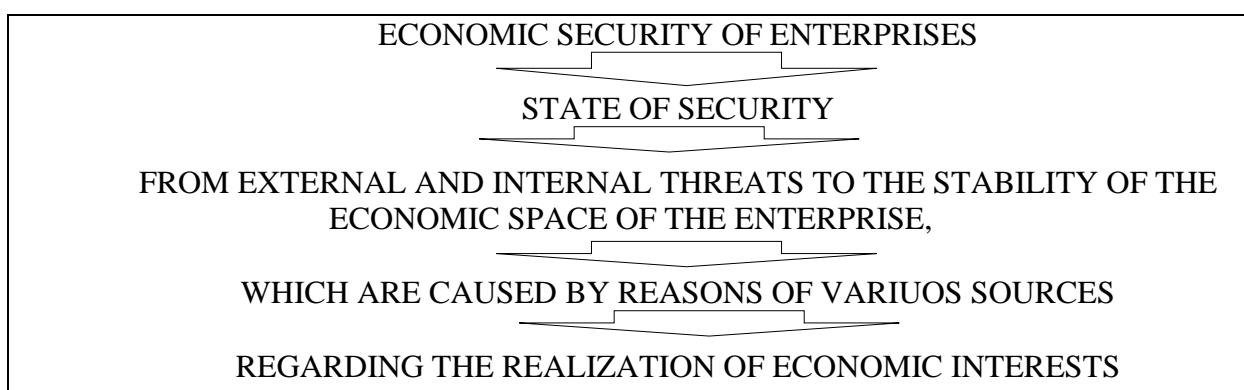 ECONOMIC SECURITY OF ENTERPRISES
STATE OF SECURITY
FROM EXTERNAL AND INTERNAL THREATS TO THE STABILITY OF THE
ECONOMIC SPACE OF THE ENTERPRISE,
WHICH ARE CAUSED BY REASONS OF VARIUOS SOURCES
REGARDING THE REALIZATION OF ECONOMIC INTERESTS